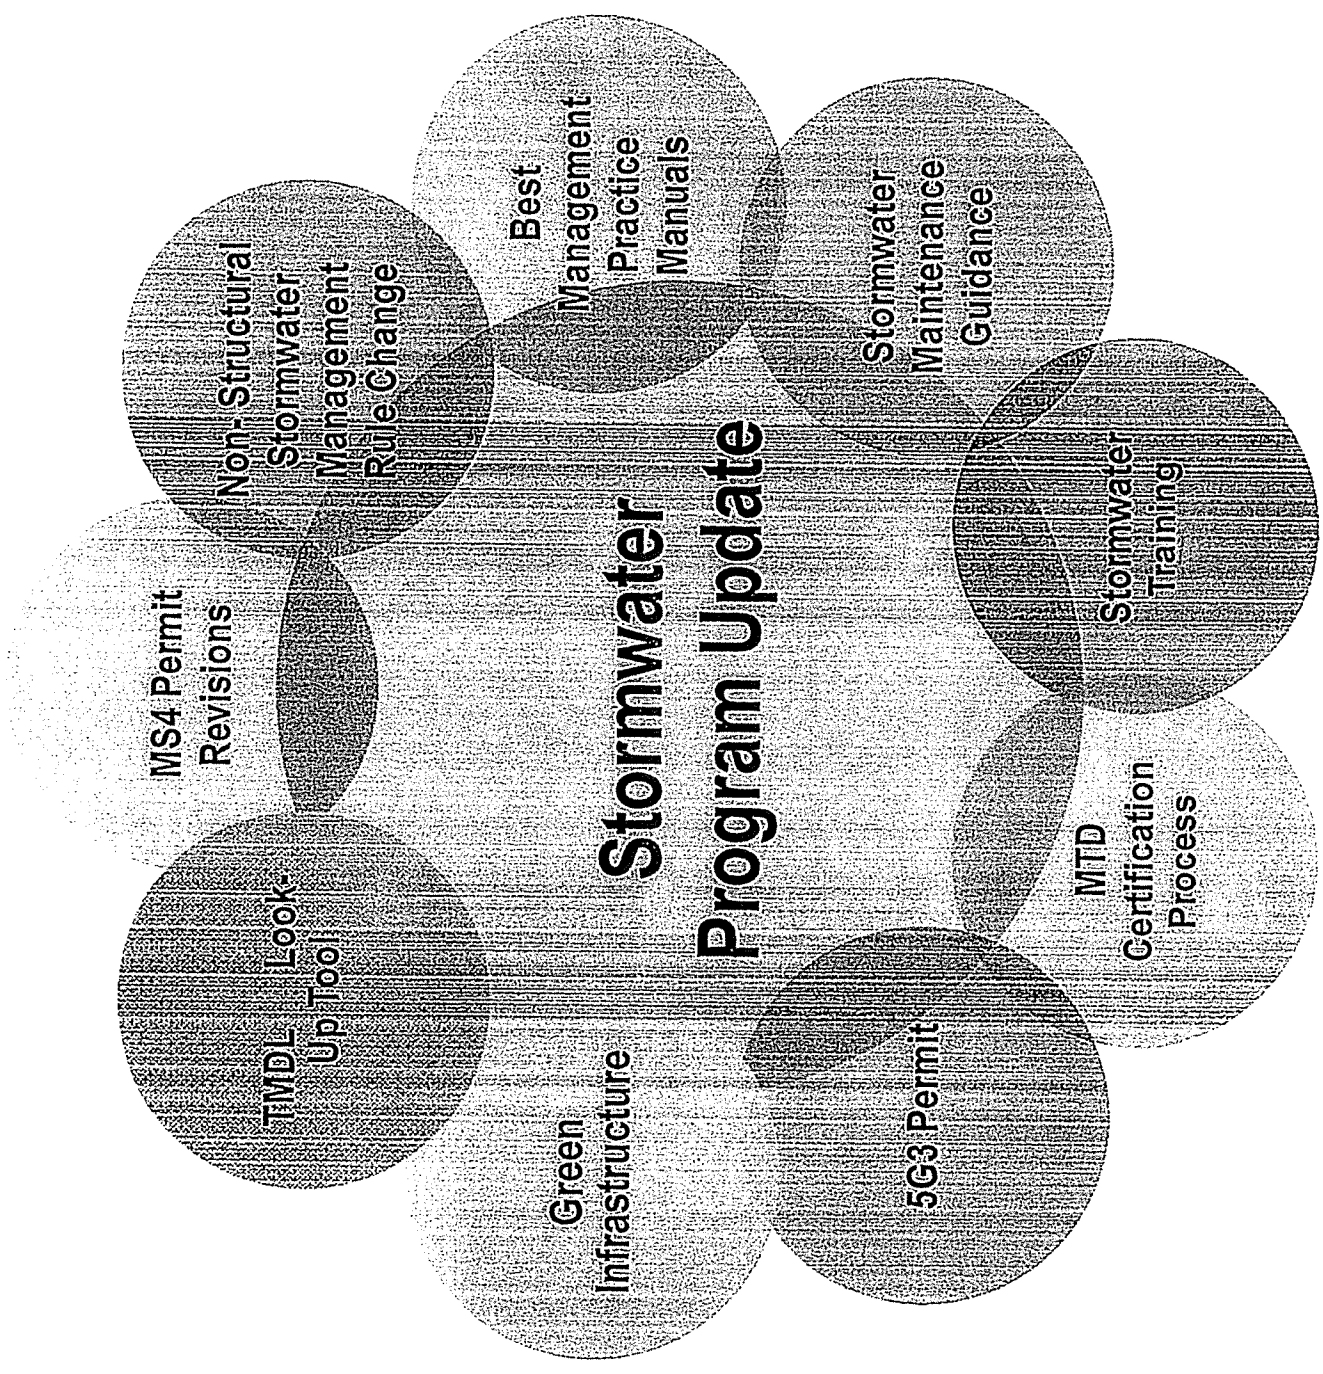 Stormwater
Program Update
MS4 Permit
Revisions
Non-Structural
Stormwater
Management
Rule Change
Best
Management
Practice
Manuals
Stormwater
Maintenance
Guidance
Stormwater
Training
MTD
Certification
Process
5G3 Permit
Green
Infrastructure
TMDL Look-
Up Tool